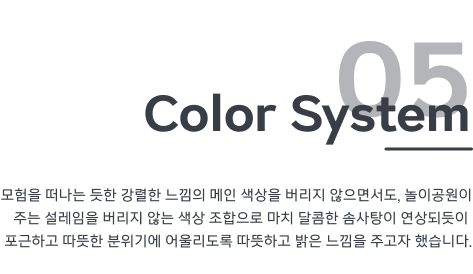 05
Color System
모험을 떠나는 듯한 강렬한 느낌의 메인 색상을 버리지 않으면서도, 놀이공원이
주는 설레임을 버리지 않는 색상 조합으로 마치 달콤한 솜사탕이 연상되듯이
포근하고 따뜻한 분위기에 어울리도록 따뜻하고 밝은 느낌을 주고자 했습니다.